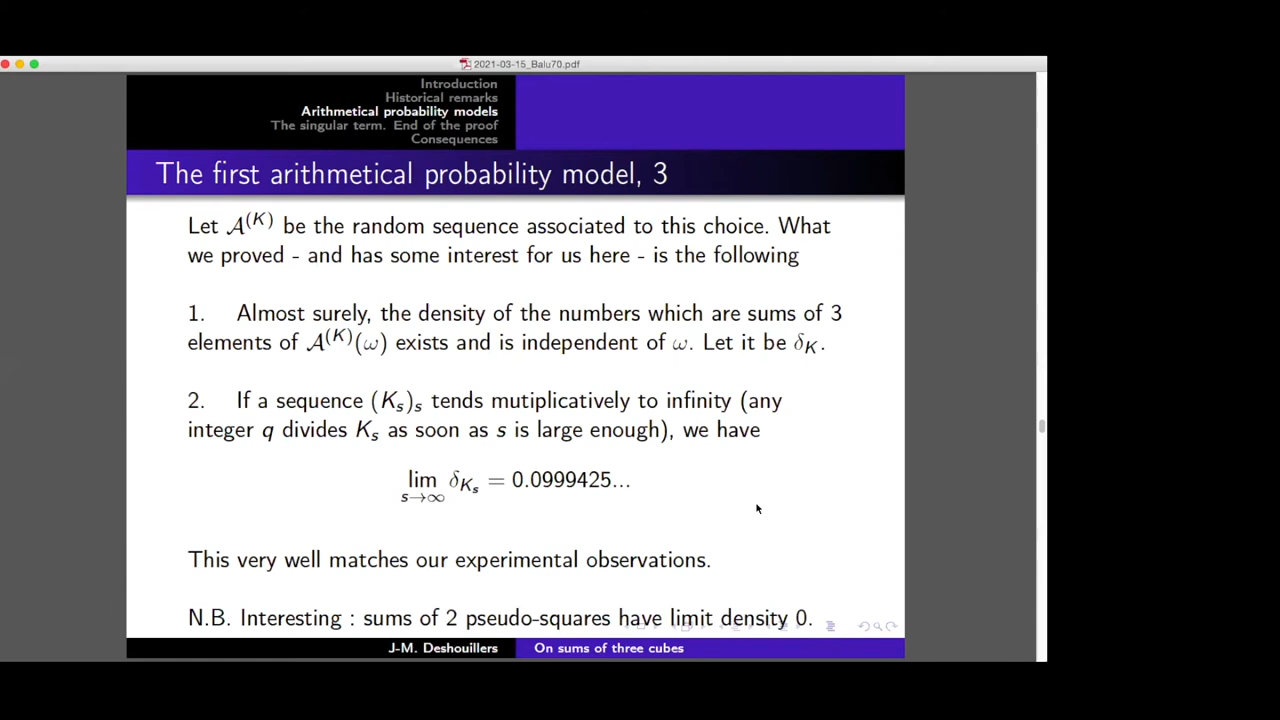 2021-03-15_Balu70.pdf
Introduction
Historical remarks
Arithmetical probability models
The singular term. End of the proof
Consequences
The first arithmetical probability model, 3
Let 𝒜^(K) be the random sequence associated to this choice. What
we proved - and has some interest for us here - is the following
1. Almost surely, the density of the numbers which are sums of 3
elements of 𝒜^(K)(ω) exists and is independent of ω. Let it be δ_K.
2. If a sequence (K_s)_s tends mutiplicatively to infinity (any
integer q divides K_s as soon as s is large enough), we have
lim_{s→∞} δ_{K_s} = 0.0999425...
This very well matches our experimental observations.
N.B. Interesting : sums of 2 pseudo-squares have limit density 0.
J-M. Deshouillers On sums of three cubes